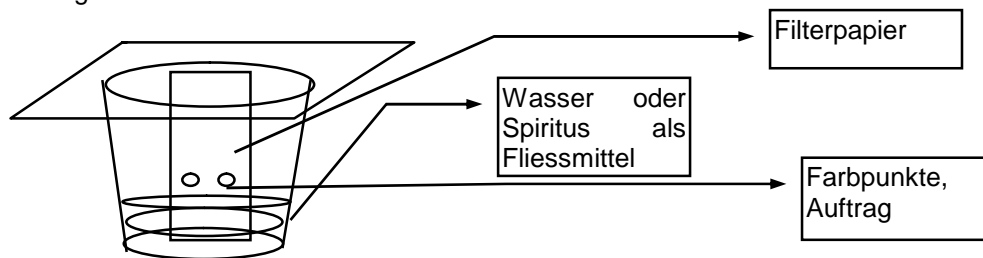 Filterpapier
Wasser oder
Spiritus als
Fliessmittel
Farbpunkte,
Auftrag